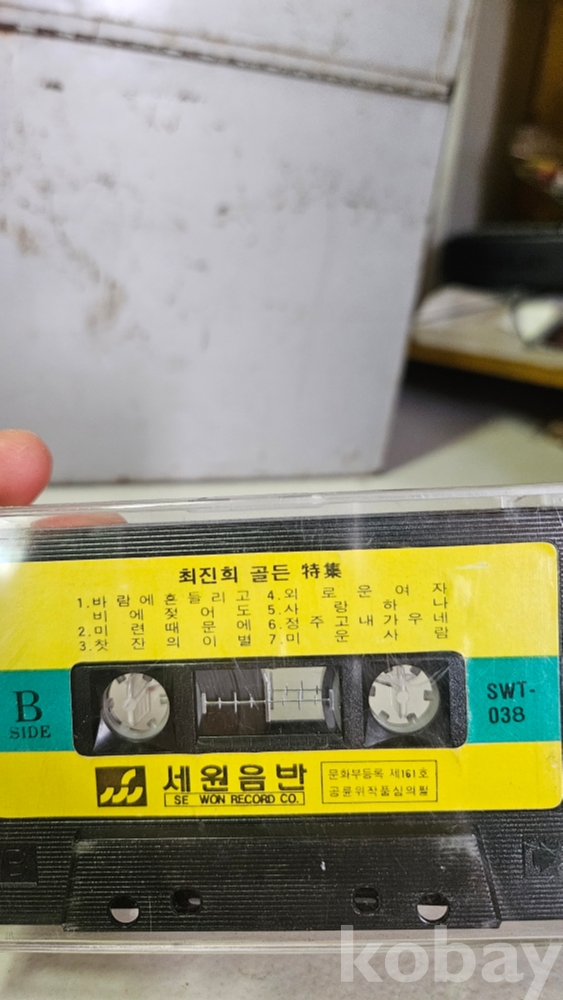 최진희 골든 特集
1.바람에흔들리고 4.외로운여자
비에젖어도 5.사랑하나
2.미련때문에 6.정주고내가우네
3.찻잔의이별 7.미운사람
B
SIDE
SWT-
038
세원음반
SE WON RECORD CO.
문화부등록 제161호
공륜위작품심의필
B
kobay